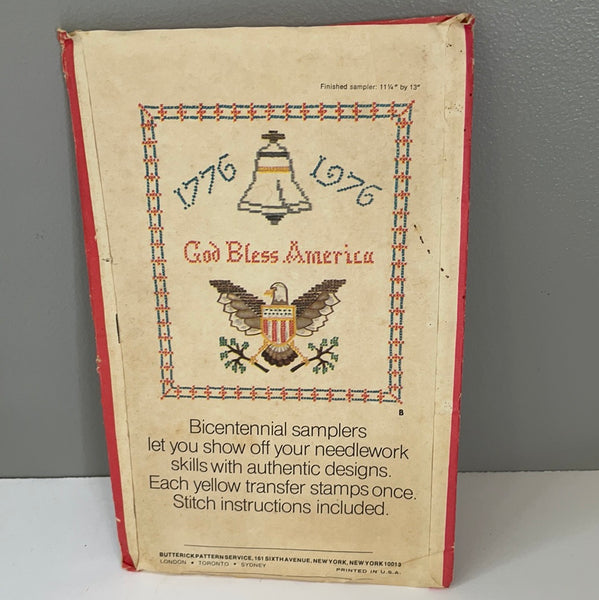 Finished sampler: 11¼" by 13"
1776 1976
God Bless America
B
Bicentennial samplers
let you show off your needlework
skills with authentic designs.
Each yellow transfer stamps once.
Stitch instructions included.
BUTTERICK PATTERN SERVICE, 161 SIXTH AVENUE, NEW YORK, NEW YORK 10013
LONDON • TORONTO • SYDNEY
PRINTED IN U.S.A.